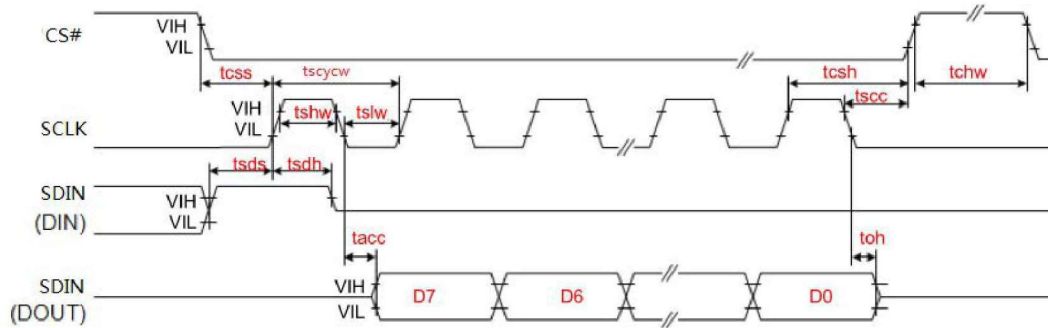 CS#
VIH
VIL
tcss
tscycw
tcsh
tchw
tscc
SCLK
VIH
VIL
tshw
tslw
tsds
tsdh
SDIN
(DIN)
VIH
VIL
tacc
toh
SDIN
(DOUT)
VIH
VIL
D7
D6
D0